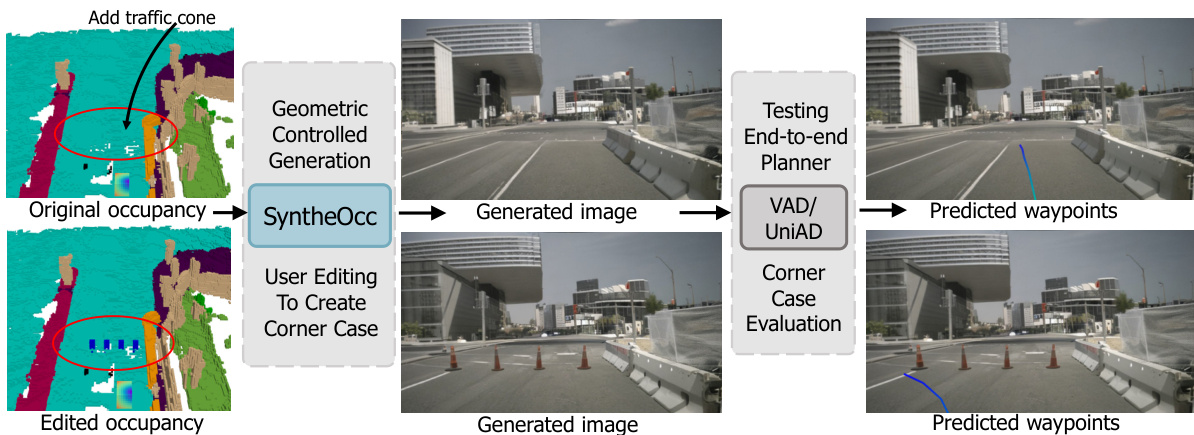 Add traffic cone
Original occupancy
Edited occupancy
Geometric
Controlled
Generation
SyntheOcc
User Editing
To Create
Corner Case
Generated image
Generated image
Testing
End-to-end
Planner
VAD/
UniAD
Corner
Case
Evaluation
Predicted waypoints
Predicted waypoints